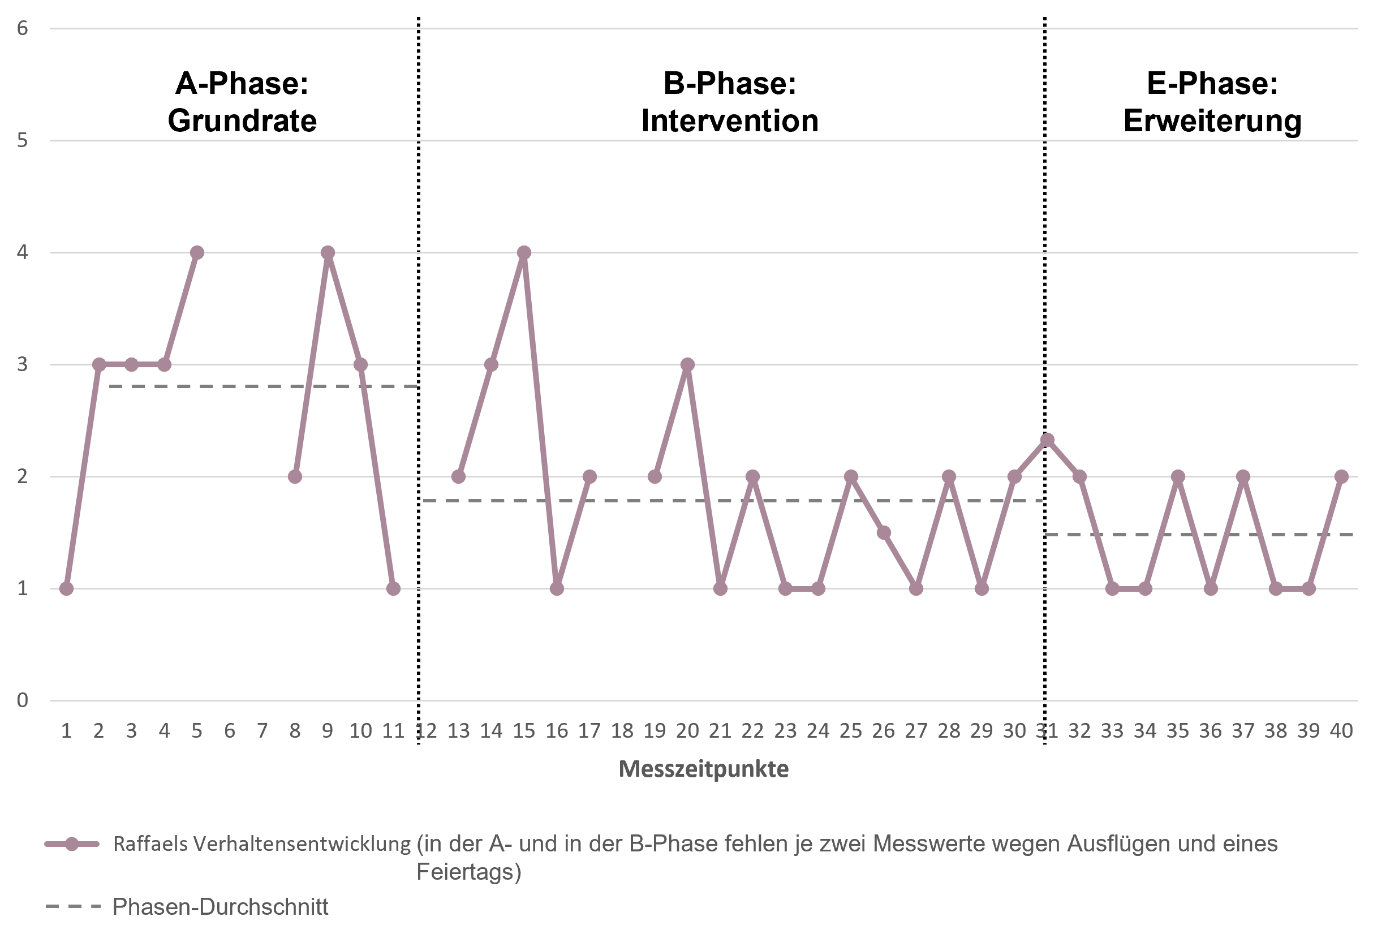 6
A-Phase:
Grundrate
B-Phase:
Intervention
E-Phase:
Erweiterung
5
4
3
2
1
0
1 2 3 4 5 6 7 8 9 10 11 12 13 14 15 16 17 18 19 20 21 22 23 24 25 26 27 28 29 30 31 32 33 34 35 36 37 38 39 40
Messzeitpunkte
Raffaels Verhaltensentwicklung (in der A- und in der B-Phase fehlen je zwei Messwerte wegen Ausflügen und eines
Feiertags)
Phasen-Durchschnitt